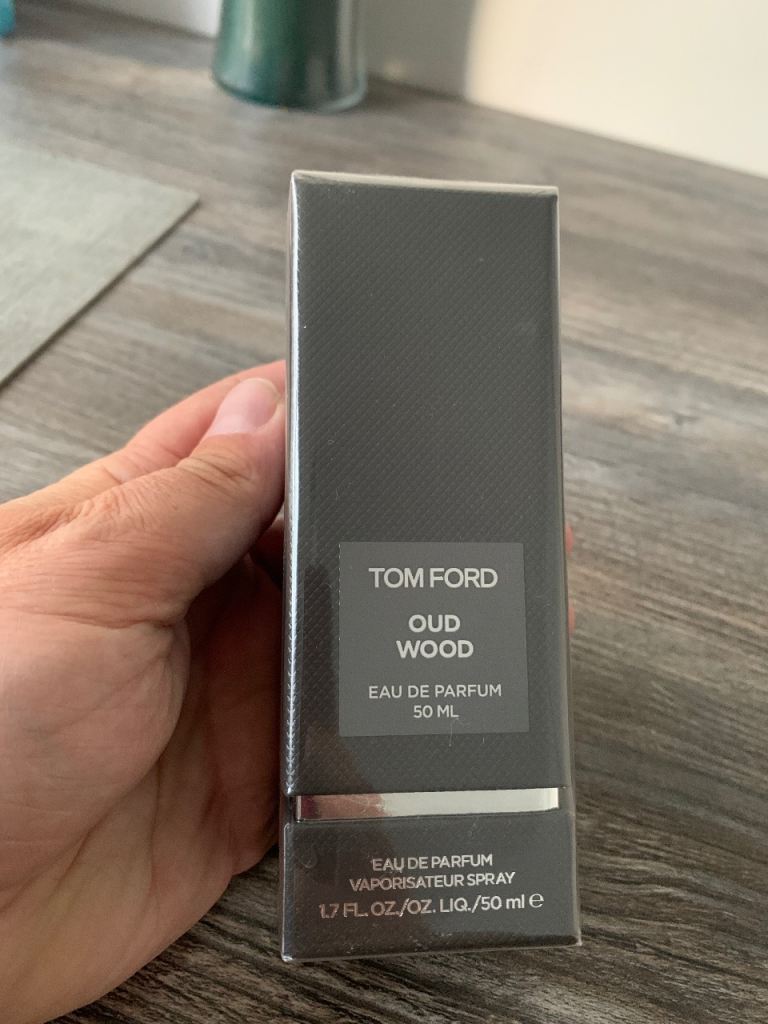 TOM FORD
OUD
WOOD
EAU DE PARFUM
50 ML
EAU DE PARFUM
VAPORISATEUR SPRAY
1.7 FL. OZ./OZ. LIQ./50 ml ℮